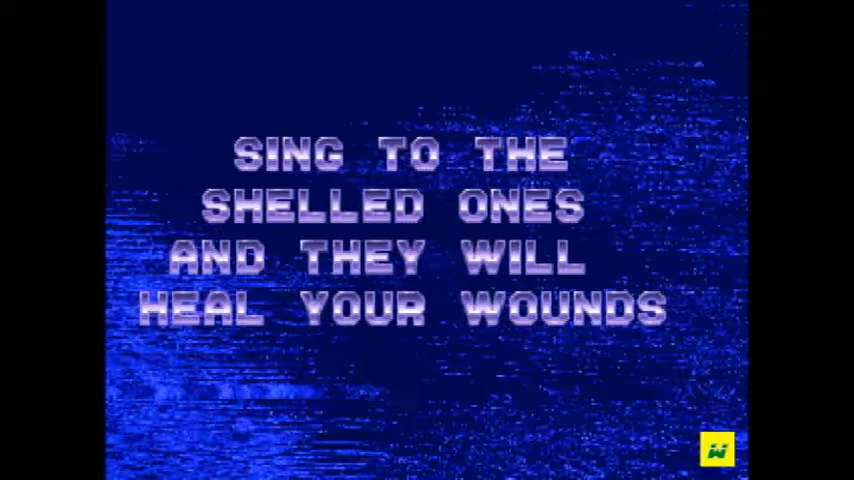 SING TO THE
SHELLED ONES
AND THEY WILL
HEAL YOUR WOUNDS
W